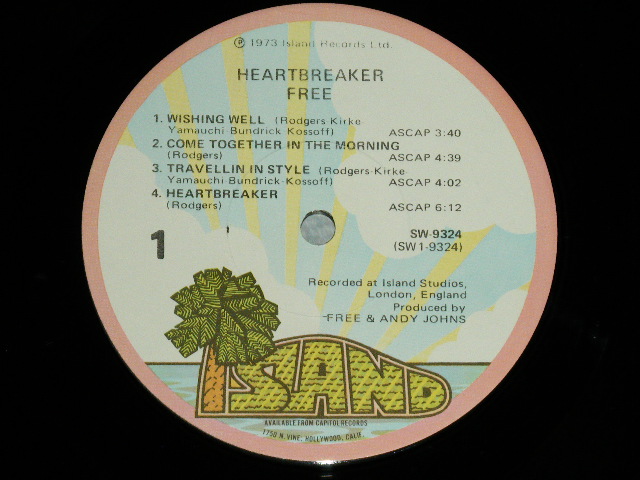 ℗ 1973 Island Records Ltd.
HEARTBREAKER
FREE
1. WISHING WELL (Rodgers-Kirke
Yamauchi-Bundrick-Kossoff) ASCAP 3:40
2. COME TOGETHER IN THE MORNING
(Rodgers) ASCAP 4:39
3. TRAVELLIN IN STYLE (Rodgers-Kirke
Yamauchi-Bundrick-Kossoff) ASCAP 4:02
4. HEARTBREAKER
(Rodgers) ASCAP 6:12
1
SW-9324
(SW1-9324)
Recorded at Island Studios,
London, England
Produced by
FREE & ANDY JOHNS
ISLAND
AVAILABLE FROM CAPITOL RECORDS
1750 N. VINE, HOLLYWOOD, CALIF.